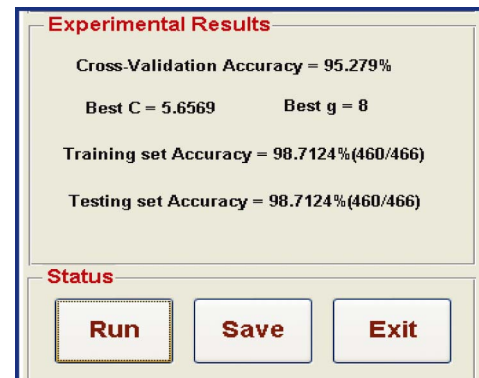 Experimental Results
Cross-Validation Accuracy = 95.279%
Best C = 5.6569 Best g = 8
Training set Accuracy = 98.7124%(460/466)
Testing set Accuracy = 98.7124%(460/466)
Status
Run Save Exit